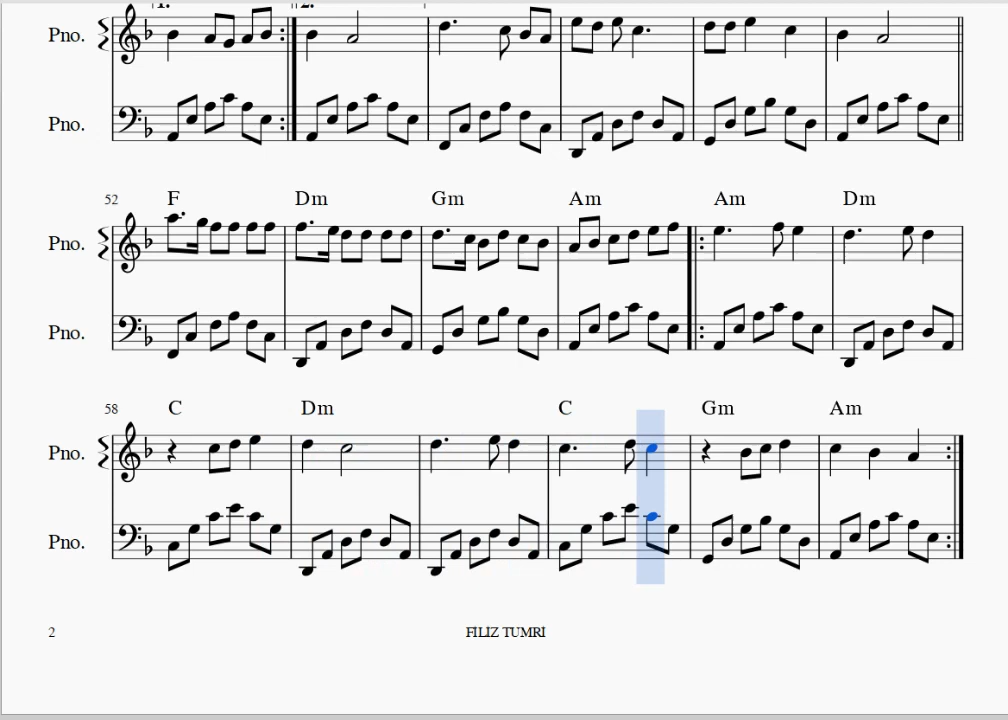 1. 2.
Pno.
Pno.
52 F Dm Gm Am Am Dm
Pno.
Pno.
58 C Dm C Gm Am
Pno.
Pno.
2 FILIZ TUMRI